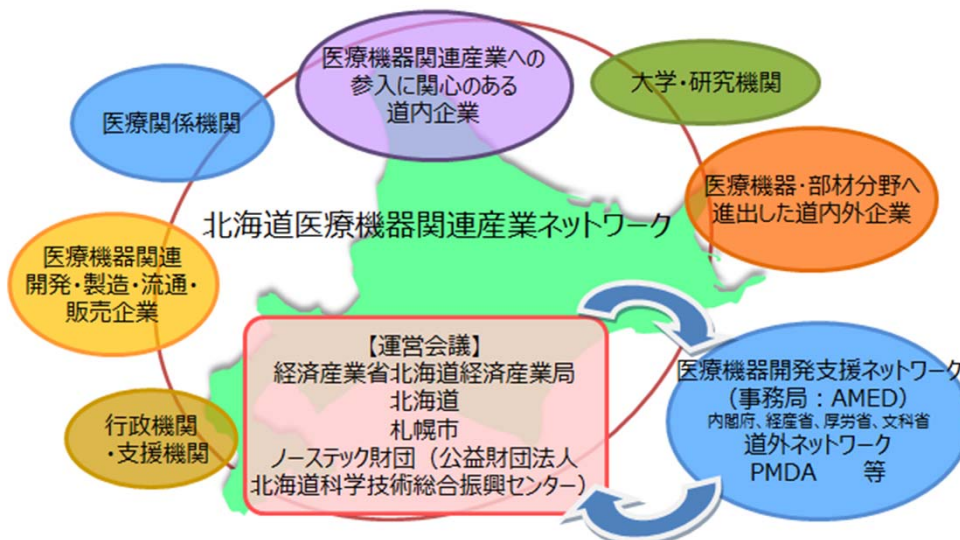 医療機器関連産業への
参入に関心のある
道内企業
大学・研究機関
医療関係機関
医療機器・部材分野へ
進出した道内外企業
北海道医療機器関連産業ネットワーク
医療機器関連
開発・製造・流通・
販売企業
【運営会議】
経済産業省北海道経済産業局
北海道
札幌市
ノーステック財団（公益財団法人
北海道科学技術総合振興センター）
医療機器開発支援ネットワーク
（事務局：AMED）
内閣府、経産省、厚労省、文科省
道外ネットワーク
PMDA　　等
行政機関
・支援機関